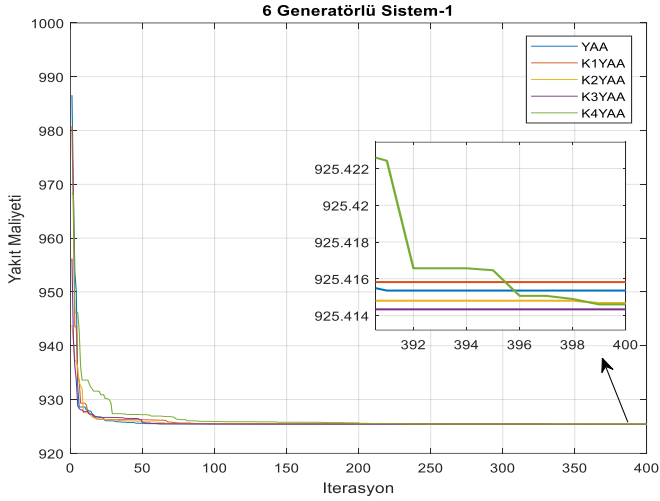 6 Generatörlü Sistem-1
1000
990
980
970
960
950
940
930
920
Yakıt Maliyeti
YAA
K1YAA
K2YAA
K3YAA
K4YAA
925.422
925.42
925.418
925.416
925.414
392 394 396 398 400
0 50 100 150 200 250 300 350 400
Iterasyon